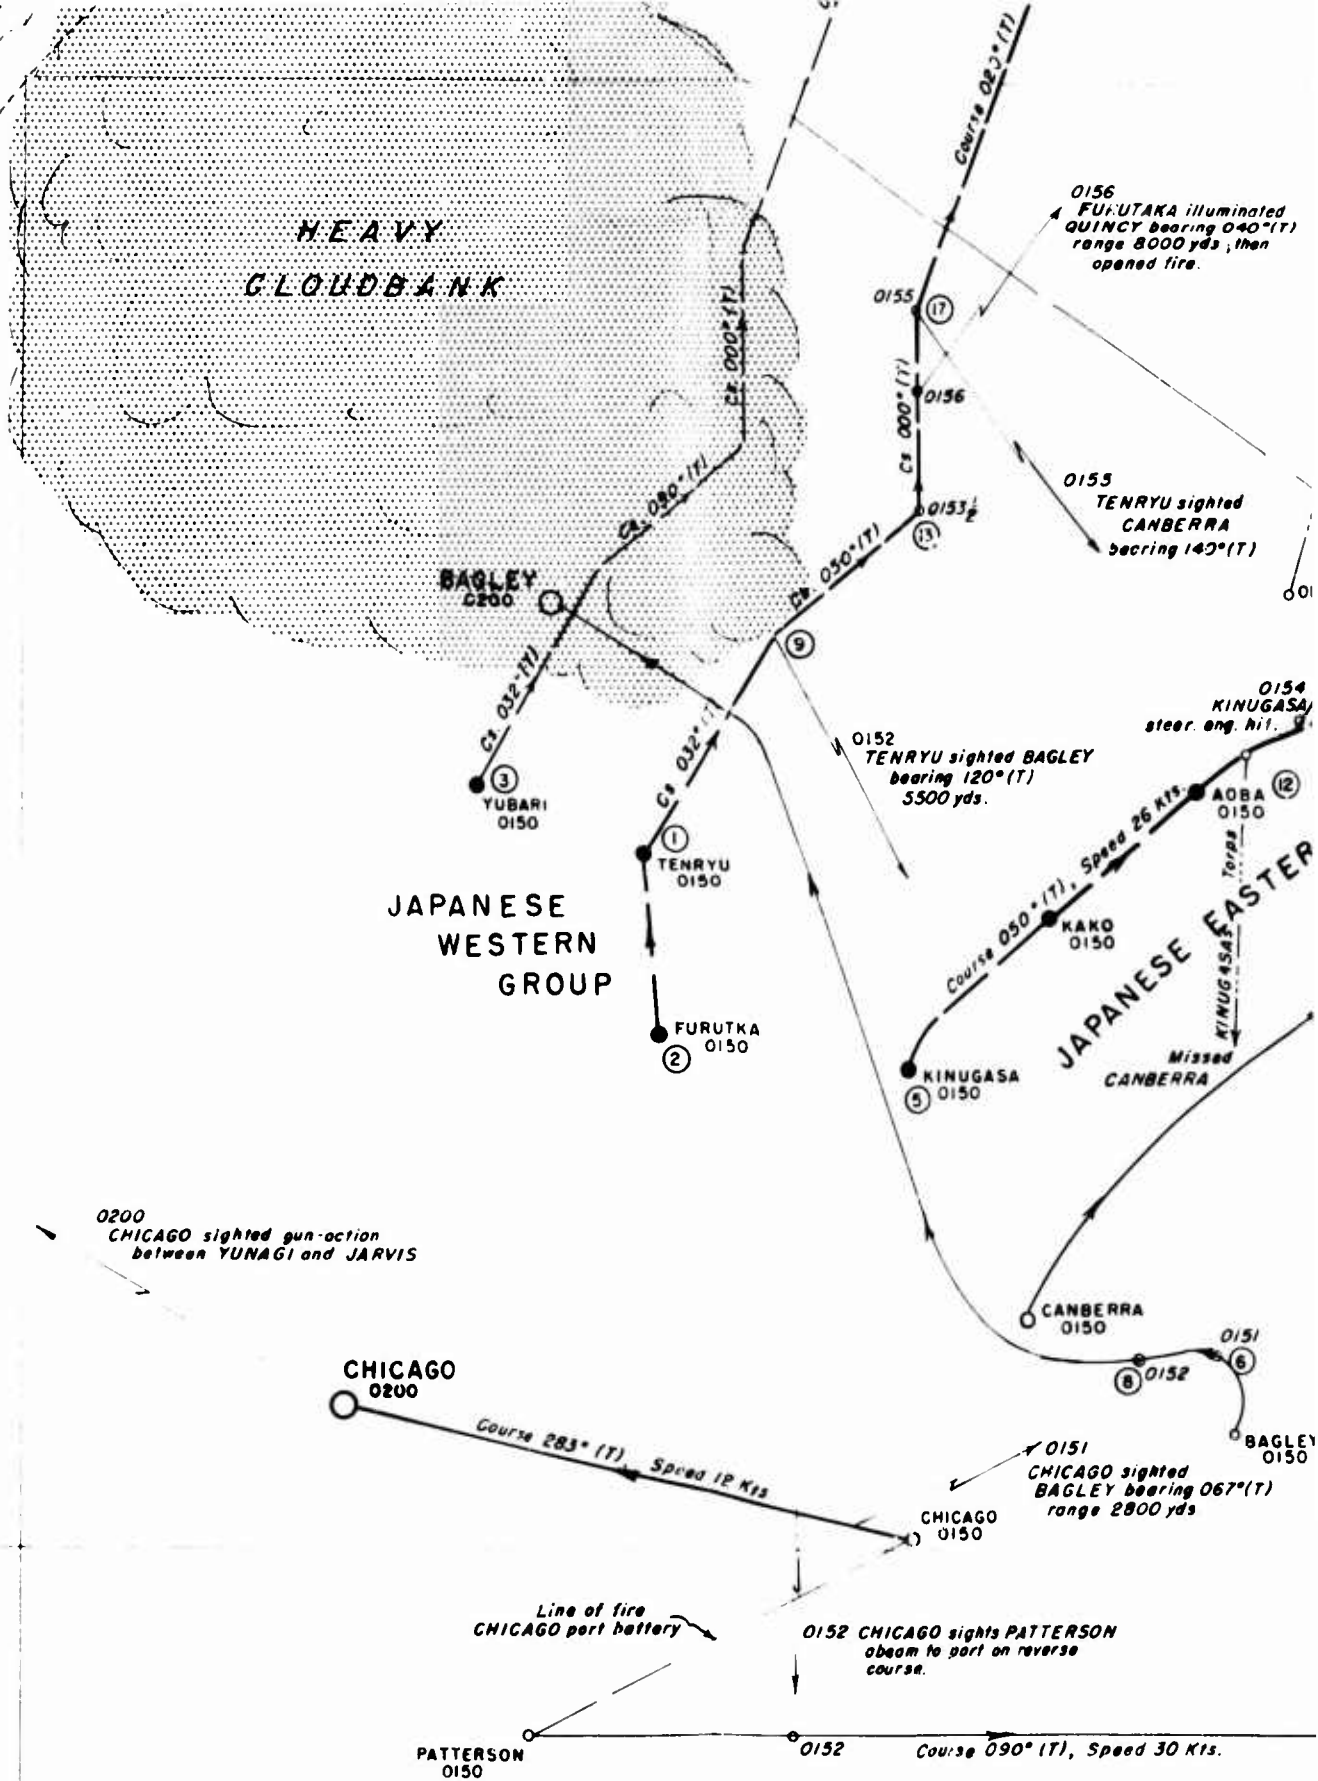 Course 020° (T)
HEAVY
CLOUDBANK
0156
FURUTAKA illuminated
QUINCY bearing 040° (T)
range 8000 yds; then
opened fire.
Cs 000° (T)
0155
17
0156
Cs 000° (T)
0155
TENRYU sighted
CANBERRA
bearing 140° (T)
0153½
13
Cs. 050° (T)
BAGLEY
0200
Cs. 032° (T)
9
0154
KINUGASA
steer. eng. hit.
0152
TENRYU sighted BAGLEY
bearing 120° (T)
5500 yds.
Cs 032° (T)
3
YUBARI
0150
AOBA
0150
12
1
TENRYU
0150
Course 050° (T), Speed 26 Kts.
KAKO
0150
JAPANESE
WESTERN
GROUP
JAPANESE EASTER
KINUGASAS Torps
Missed
CANBERRA
FURUTKA
0150
2
KINUGASA
0150
5
0200
CHICAGO sighted gun-action
between YUNAGI and JARVIS
CANBERRA
0150
0151
6
8
0152
CHICAGO
0200
BAGLEY
0150
Course 283° (T), Speed 12 Kts
0151
CHICAGO sighted
BAGLEY bearing 067° (T)
range 2800 yds
CHICAGO
0150
Line of fire
CHICAGO port battery
0152 CHICAGO sights PATTERSON
abeam to port on reverse
course.
PATTERSON
0150
0152
Course 090° (T), Speed 30 Kts.